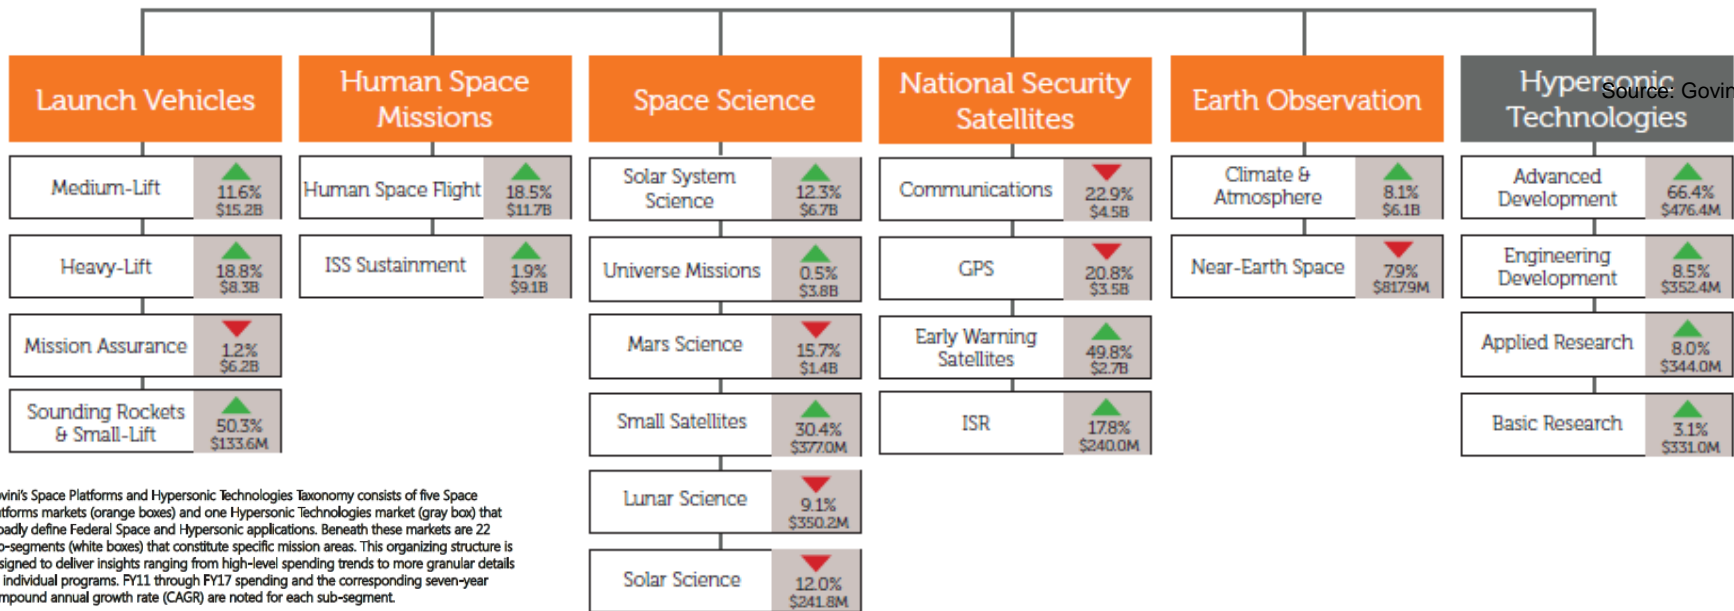 Launch Vehicles
Medium-Lift
11.6%
$15.2B
Heavy-Lift
18.8%
$8.3B
Mission Assurance
1.2%
$6.2B
Sounding Rockets
& Small-Lift
50.3%
$133.6M
Human Space
Missions
Human Space Flight
18.5%
$11.7B
ISS Sustainment
1.9%
$9.1B
Space Science
Solar System
Science
12.3%
$6.7B
Universe Missions
0.5%
$3.8B
Mars Science
15.7%
$1.4B
Small Satellites
30.4%
$377.0M
Lunar Science
9.1%
$350.2M
Solar Science
12.0%
$241.8M
National Security
Satellites
Communications
22.9%
$4.5B
GPS
20.8%
$3.5B
Early Warning
Satellites
49.8%
$2.7B
ISR
17.8%
$240.0M
Earth Observation
Climate &
Atmosphere
8.1%
$6.1B
Near-Earth Space
7.9%
$817.9M
Hypersonic
Technologies
Source: Govin
Advanced
Development
66.4%
$476.4M
Engineering
Development
8.5%
$352.4M
Applied Research
8.0%
$344.0M
Basic Research
3.1%
$331.0M
ovini's Space Platforms and Hypersonic Technologies Taxonomy consists of five Space
atforms markets (orange boxes) and one Hypersonic Technologies market (gray box) that
oadly define Federal Space and Hypersonic applications. Beneath these markets are 22
b-segments (white boxes) that constitute specific mission areas. This organizing structure is
signed to deliver insights ranging from high-level spending trends to more granular details
individual programs. FY11 through FY17 spending and the corresponding seven-year
mpound annual growth rate (CAGR) are noted for each sub-segment.